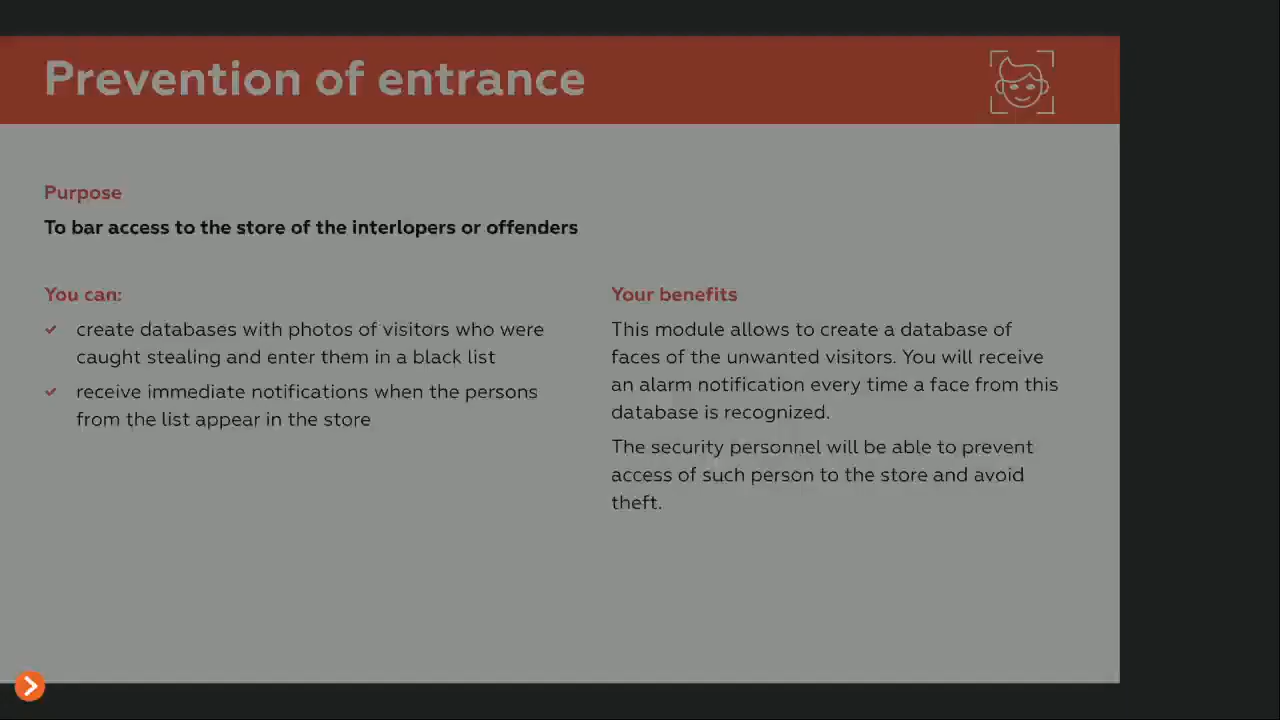 Prevention of entrance
Purpose
To bar access to the store of the interlopers or offenders
You can:
create databases with photos of visitors who were
caught stealing and enter them in a black list
receive immediate notifications when the persons
from the list appear in the store
Your benefits
This module allows to create a database of
faces of the unwanted visitors. You will receive
an alarm notification every time a face from this
database is recognized.
The security personnel will be able to prevent
access of such person to the store and avoid
theft.